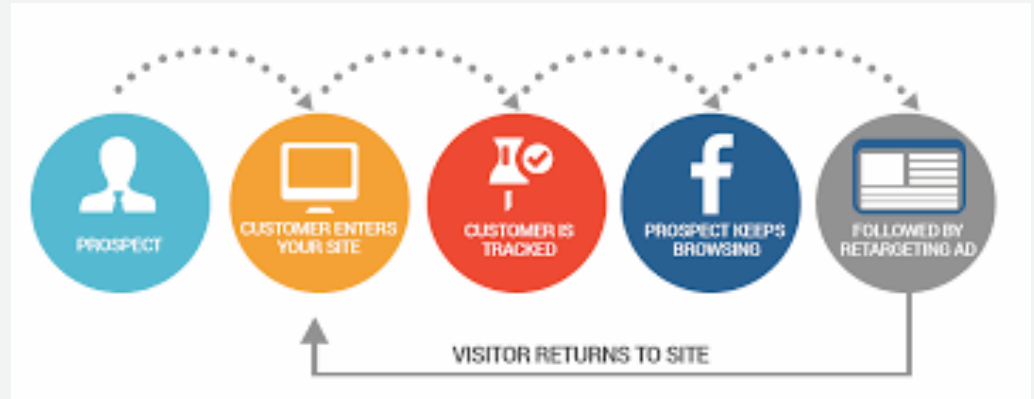 PROSPECT
CUSTOMER ENTERS
YOUR SITE
CUSTOMER IS
TRACKED
PROSPECT KEEPS
BROWSING
FOLLOWED BY
RETARGETING AD
VISITOR RETURNS TO SITE